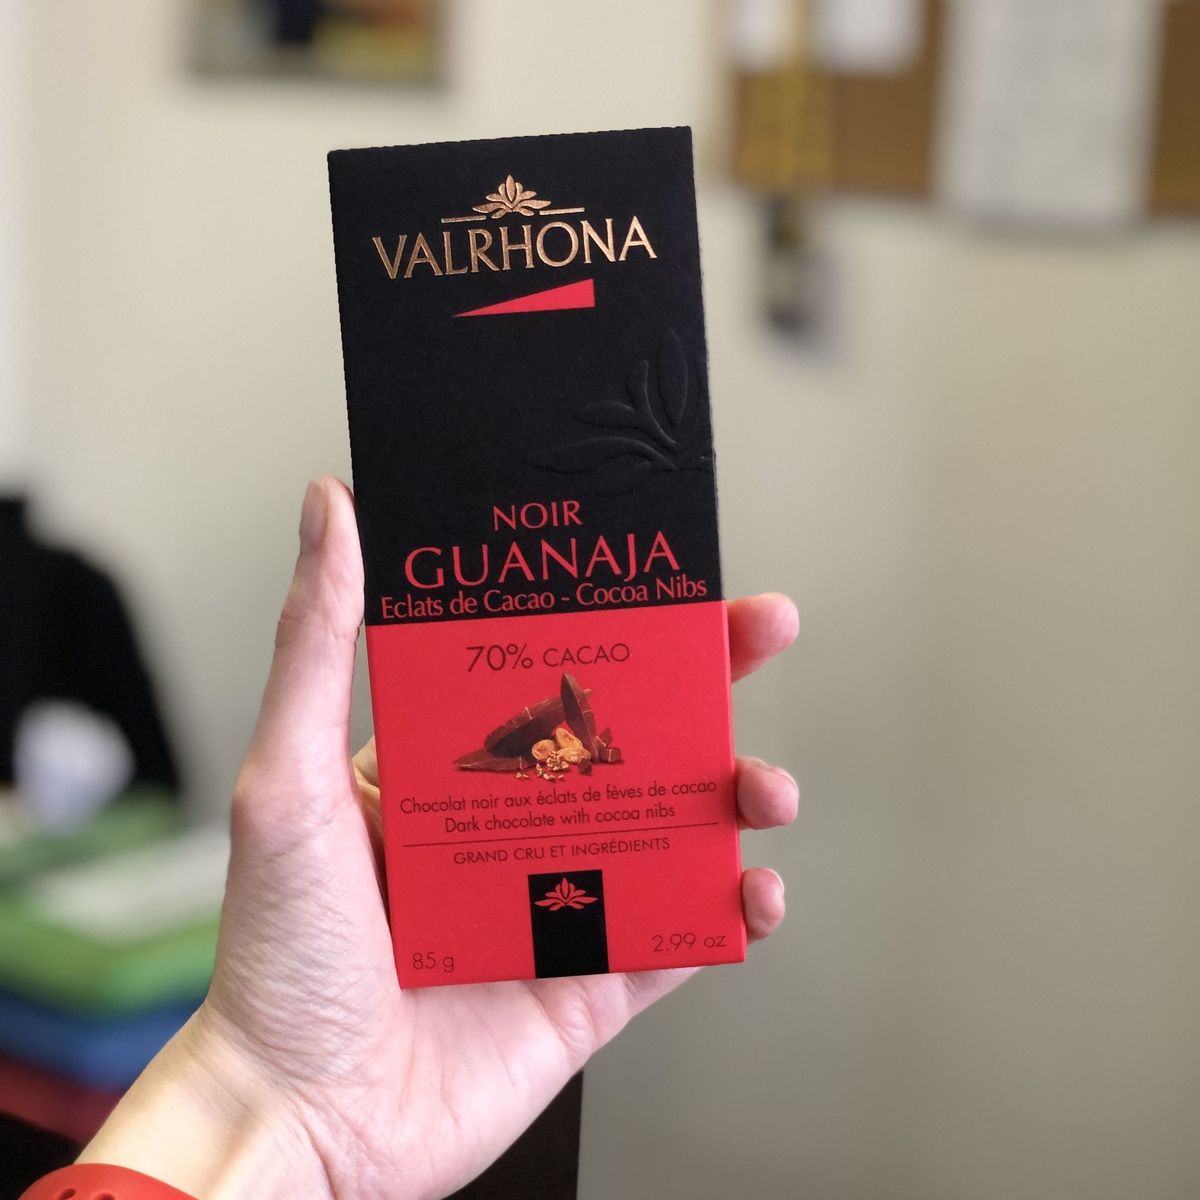 VALRHONA
NOIR
GUANAJA
Eclats de Cacao - Cocoa Nibs
70% CACAO
Chocolat noir aux éclats de fèves de cacao
Dark chocolate with cocoa nibs
GRAND CRU ET INGRÉDIENTS
85 g 2.99 oz